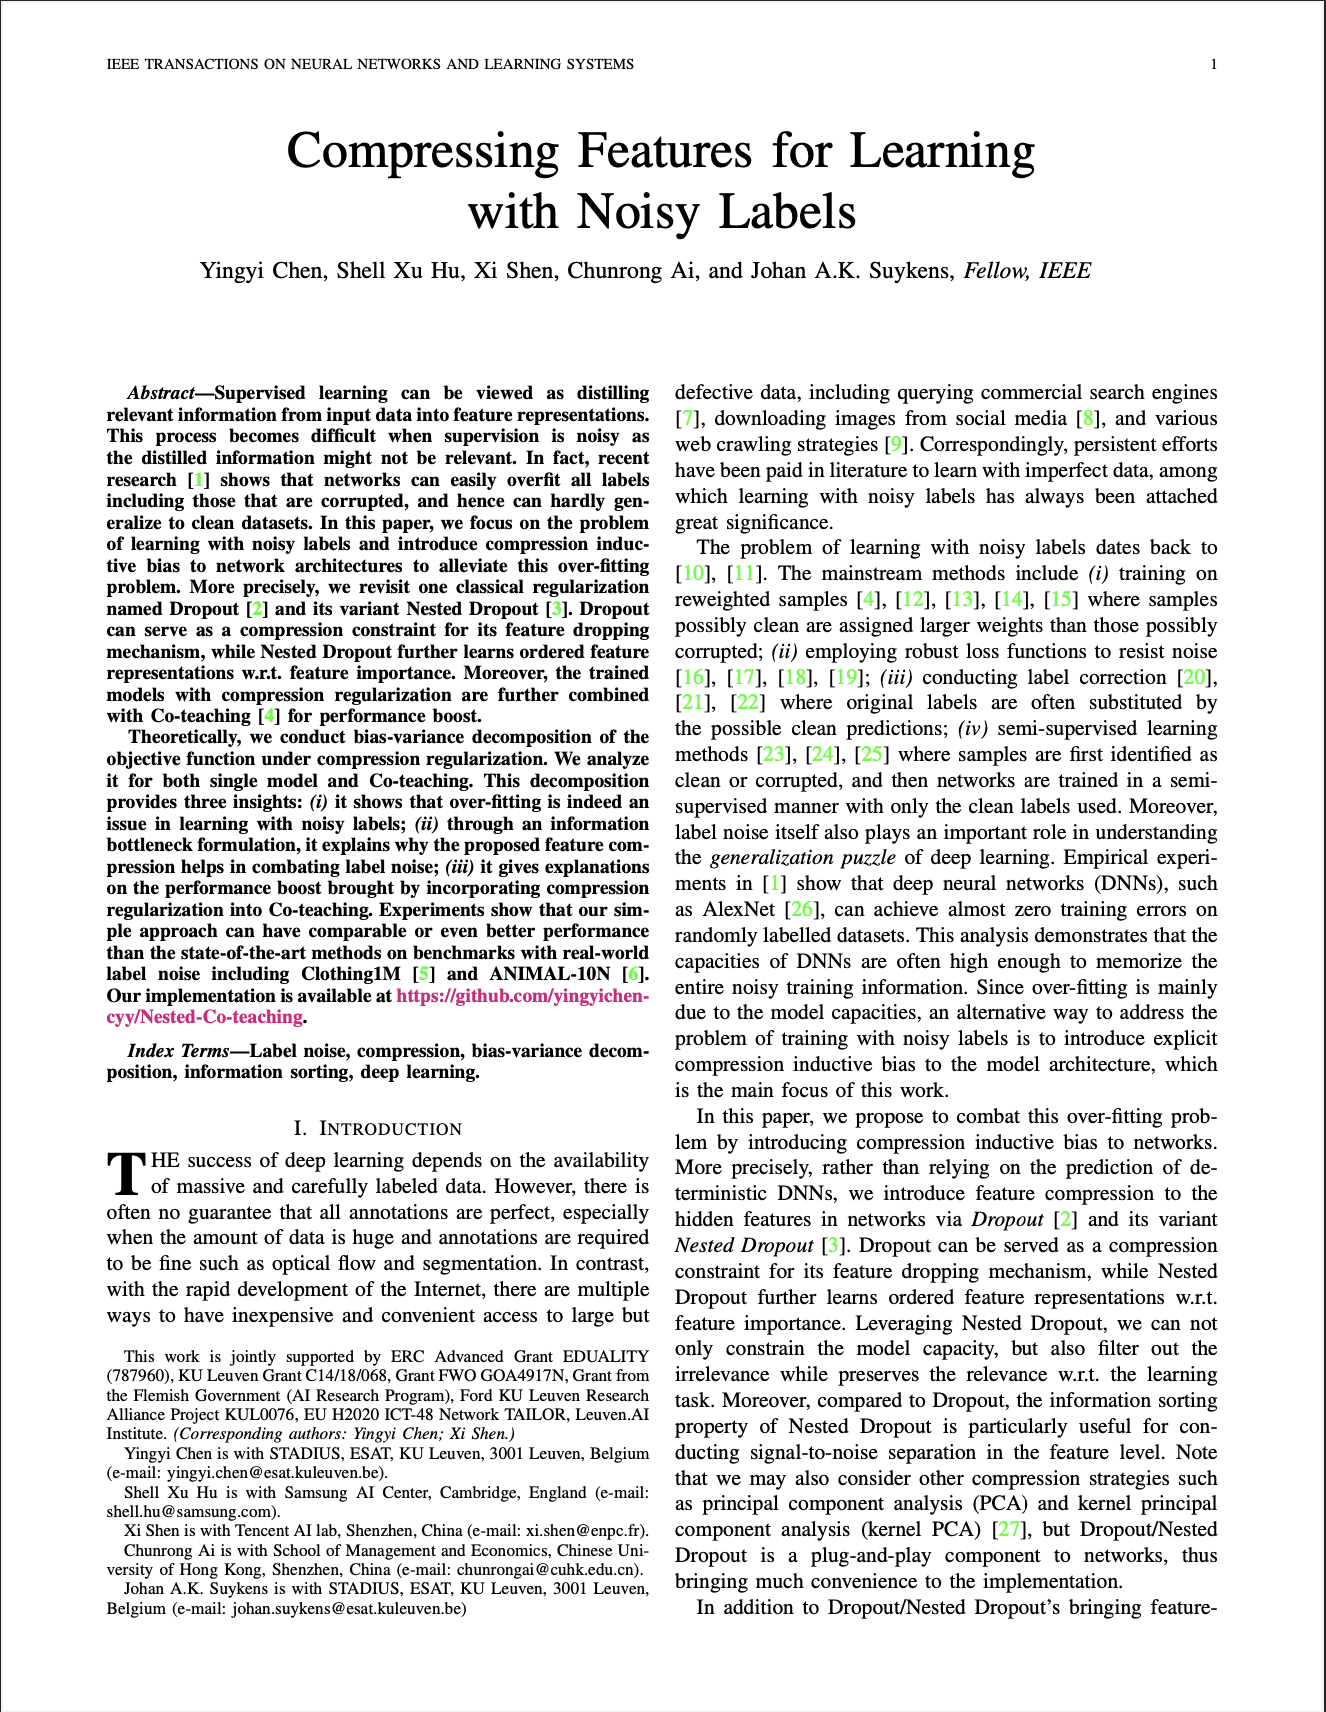 IEEE TRANSACTIONS ON NEURAL NETWORKS AND LEARNING SYSTEMS 1
Compressing Features for Learning
with Noisy Labels
Yingyi Chen, Shell Xu Hu, Xi Shen, Chunrong Ai, and Johan A.K. Suykens, Fellow, IEEE
Abstract—Supervised learning can be viewed as distilling
relevant information from input data into feature representations.
This process becomes difficult when supervision is noisy as
the distilled information might not be relevant. In fact, recent
research [1] shows that networks can easily overfit all labels
including those that are corrupted, and hence can hardly gen-
eralize to clean datasets. In this paper, we focus on the problem
of learning with noisy labels and introduce compression induc-
tive bias to network architectures to alleviate this over-fitting
problem. More precisely, we revisit one classical regularization
named Dropout [2] and its variant Nested Dropout [3]. Dropout
can serve as a compression constraint for its feature dropping
mechanism, while Nested Dropout further learns ordered feature
representations w.r.t. feature importance. Moreover, the trained
models with compression regularization are further combined
with Co-teaching [4] for performance boost.
Theoretically, we conduct bias-variance decomposition of the
objective function under compression regularization. We analyze
it for both single model and Co-teaching. This decomposition
provides three insights: (i) it shows that over-fitting is indeed an
issue in learning with noisy labels; (ii) through an information
bottleneck formulation, it explains why the proposed feature com-
pression helps in combating label noise; (iii) it gives explanations
on the performance boost brought by incorporating compression
regularization into Co-teaching. Experiments show that our sim-
ple approach can have comparable or even better performance
than the state-of-the-art methods on benchmarks with real-world
label noise including Clothing1M [5] and ANIMAL-10N [6].
Our implementation is available at https://github.com/yingyichen-
cyy/Nested-Co-teaching.
Index Terms—Label noise, compression, bias-variance decom-
position, information sorting, deep learning.
I. INTRODUCTION
THE success of deep learning depends on the availability
of massive and carefully labeled data. However, there is
often no guarantee that all annotations are perfect, especially
when the amount of data is huge and annotations are required
to be fine such as optical flow and segmentation. In contrast,
with the rapid development of the Internet, there are multiple
ways to have inexpensive and convenient access to large but
This work is jointly supported by ERC Advanced Grant EDUALITY
(787960), KU Leuven Grant C14/18/068, Grant FWO GOA4917N, Grant from
the Flemish Government (AI Research Program), Ford KU Leuven Research
Alliance Project KUL0076, EU H2020 ICT-48 Network TAILOR, Leuven.AI
Institute. (Corresponding authors: Yingyi Chen; Xi Shen.)
Yingyi Chen is with STADIUS, ESAT, KU Leuven, 3001 Leuven, Belgium
(e-mail: yingyi.chen@esat.kuleuven.be).
Shell Xu Hu is with Samsung AI Center, Cambridge, England (e-mail:
shell.hu@samsung.com).
Xi Shen is with Tencent AI lab, Shenzhen, China (e-mail: xi.shen@enpc.fr).
Chunrong Ai is with School of Management and Economics, Chinese Uni-
versity of Hong Kong, Shenzhen, China (e-mail: chunrongai@cuhk.edu.cn).
Johan A.K. Suykens is with STADIUS, ESAT, KU Leuven, 3001 Leuven,
Belgium (e-mail: johan.suykens@esat.kuleuven.be)
defective data, including querying commercial search engines
[7], downloading images from social media [8], and various
web crawling strategies [9]. Correspondingly, persistent efforts
have been paid in literature to learn with imperfect data, among
which learning with noisy labels has always been attached
great significance.
The problem of learning with noisy labels dates back to
[10], [11]. The mainstream methods include (i) training on
reweighted samples [4], [12], [13], [14], [15] where samples
possibly clean are assigned larger weights than those possibly
corrupted; (ii) employing robust loss functions to resist noise
[16], [17], [18], [19]; (iii) conducting label correction [20],
[21], [22] where original labels are often substituted by
the possible clean predictions; (iv) semi-supervised learning
methods [23], [24], [25] where samples are first identified as
clean or corrupted, and then networks are trained in a semi-
supervised manner with only the clean labels used. Moreover,
label noise itself also plays an important role in understanding
the generalization puzzle of deep learning. Empirical experi-
ments in [1] show that deep neural networks (DNNs), such
as AlexNet [26], can achieve almost zero training errors on
randomly labelled datasets. This analysis demonstrates that the
capacities of DNNs are often high enough to memorize the
entire noisy training information. Since over-fitting is mainly
due to the model capacities, an alternative way to address the
problem of training with noisy labels is to introduce explicit
compression inductive bias to the model architecture, which
is the main focus of this work.
In this paper, we propose to combat this over-fitting prob-
lem by introducing compression inductive bias to networks.
More precisely, rather than relying on the prediction of de-
terministic DNNs, we introduce feature compression to the
hidden features in networks via Dropout [2] and its variant
Nested Dropout [3]. Dropout can be served as a compression
constraint for its feature dropping mechanism, while Nested
Dropout further learns ordered feature representations w.r.t.
feature importance. Leveraging Nested Dropout, we can not
only constrain the model capacity, but also filter out the
irrelevance while preserves the relevance w.r.t. the learning
task. Moreover, compared to Dropout, the information sorting
property of Nested Dropout is particularly useful for con-
ducting signal-to-noise separation in the feature level. Note
that we may also consider other compression strategies such
as principal component analysis (PCA) and kernel principal
component analysis (kernel PCA) [27], but Dropout/Nested
Dropout is a plug-and-play component to networks, thus
bringing much convenience to the implementation.
In addition to Dropout/Nested Dropout's bringing feature-